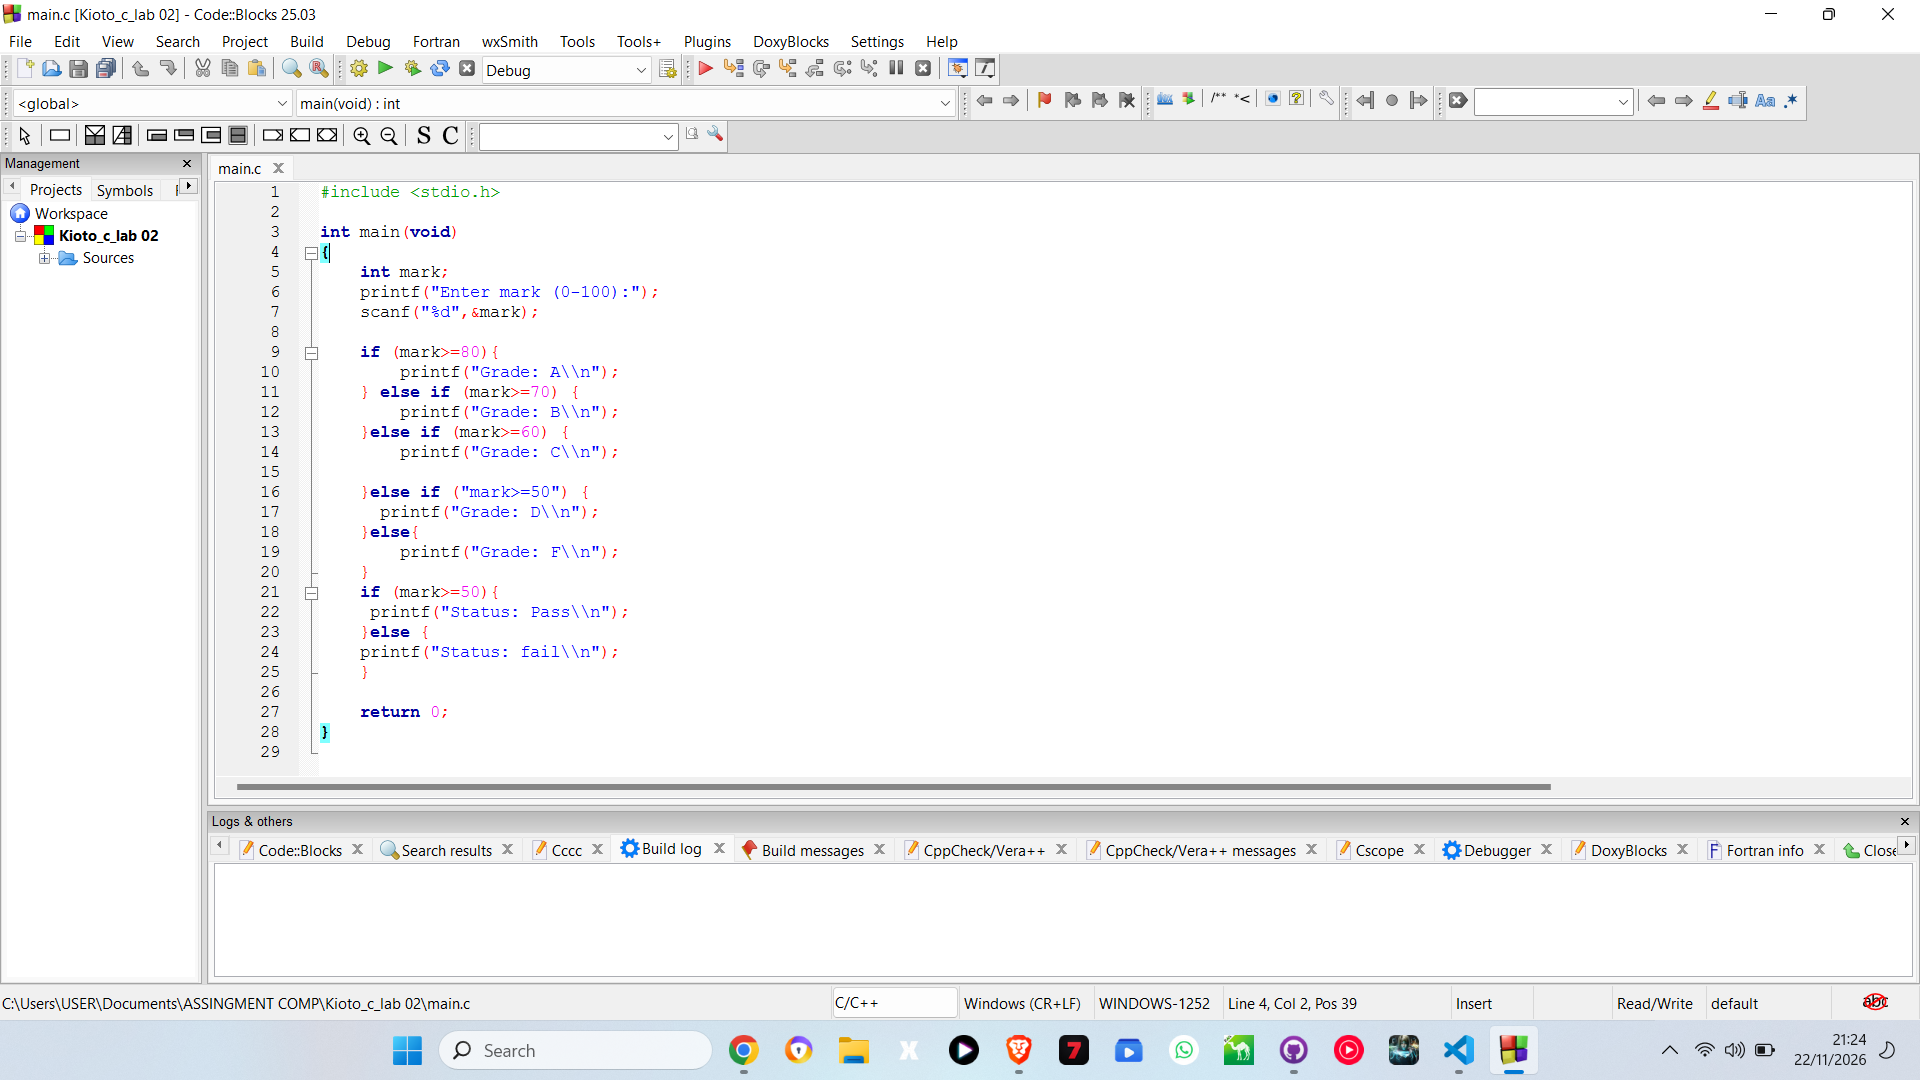 main.c [Kioto_c_lab 02] - Code::Blocks 25.03
File Edit View Search Project Build Debug Fortran wxSmith Tools Tools+ Plugins DoxyBlocks Settings Help
Debug
<global> main(void) : int
/** *<
Aa .*
S C
Management
Projects Symbols
main.c
Workspace
Kioto_c_lab 02
Sources
1 #include <stdio.h>
2
3 int main(void)
4 {
5 int mark;
6 printf("Enter mark (0-100):");
7 scanf("%d",&mark);
8
9 if (mark>=80){
10 printf("Grade: A\\n");
11 } else if (mark>=70) {
12 printf("Grade: B\\n");
13 }else if (mark>=60) {
14 printf("Grade: C\\n");
15
16 }else if ("mark>=50") {
17 printf("Grade: D\\n");
18 }else{
19 printf("Grade: F\\n");
20 }
21 if (mark>=50){
22 printf("Status: Pass\\n");
23 }else {
24 printf("Status: fail\\n");
25 }
26
27 return 0;
28 }
29
Logs & others
Code::Blocks Search results Cccc Build log Build messages CppCheck/Vera++ CppCheck/Vera++ messages Cscope Debugger DoxyBlocks Fortran info Close
C:\Users\USER\Documents\ASSINGMENT COMP\Kioto_c_lab 02\main.c C/C++ Windows (CR+LF) WINDOWS-1252 Line 4, Col 2, Pos 39 Insert Read/Write default abc
Search
21:24
22/11/2026